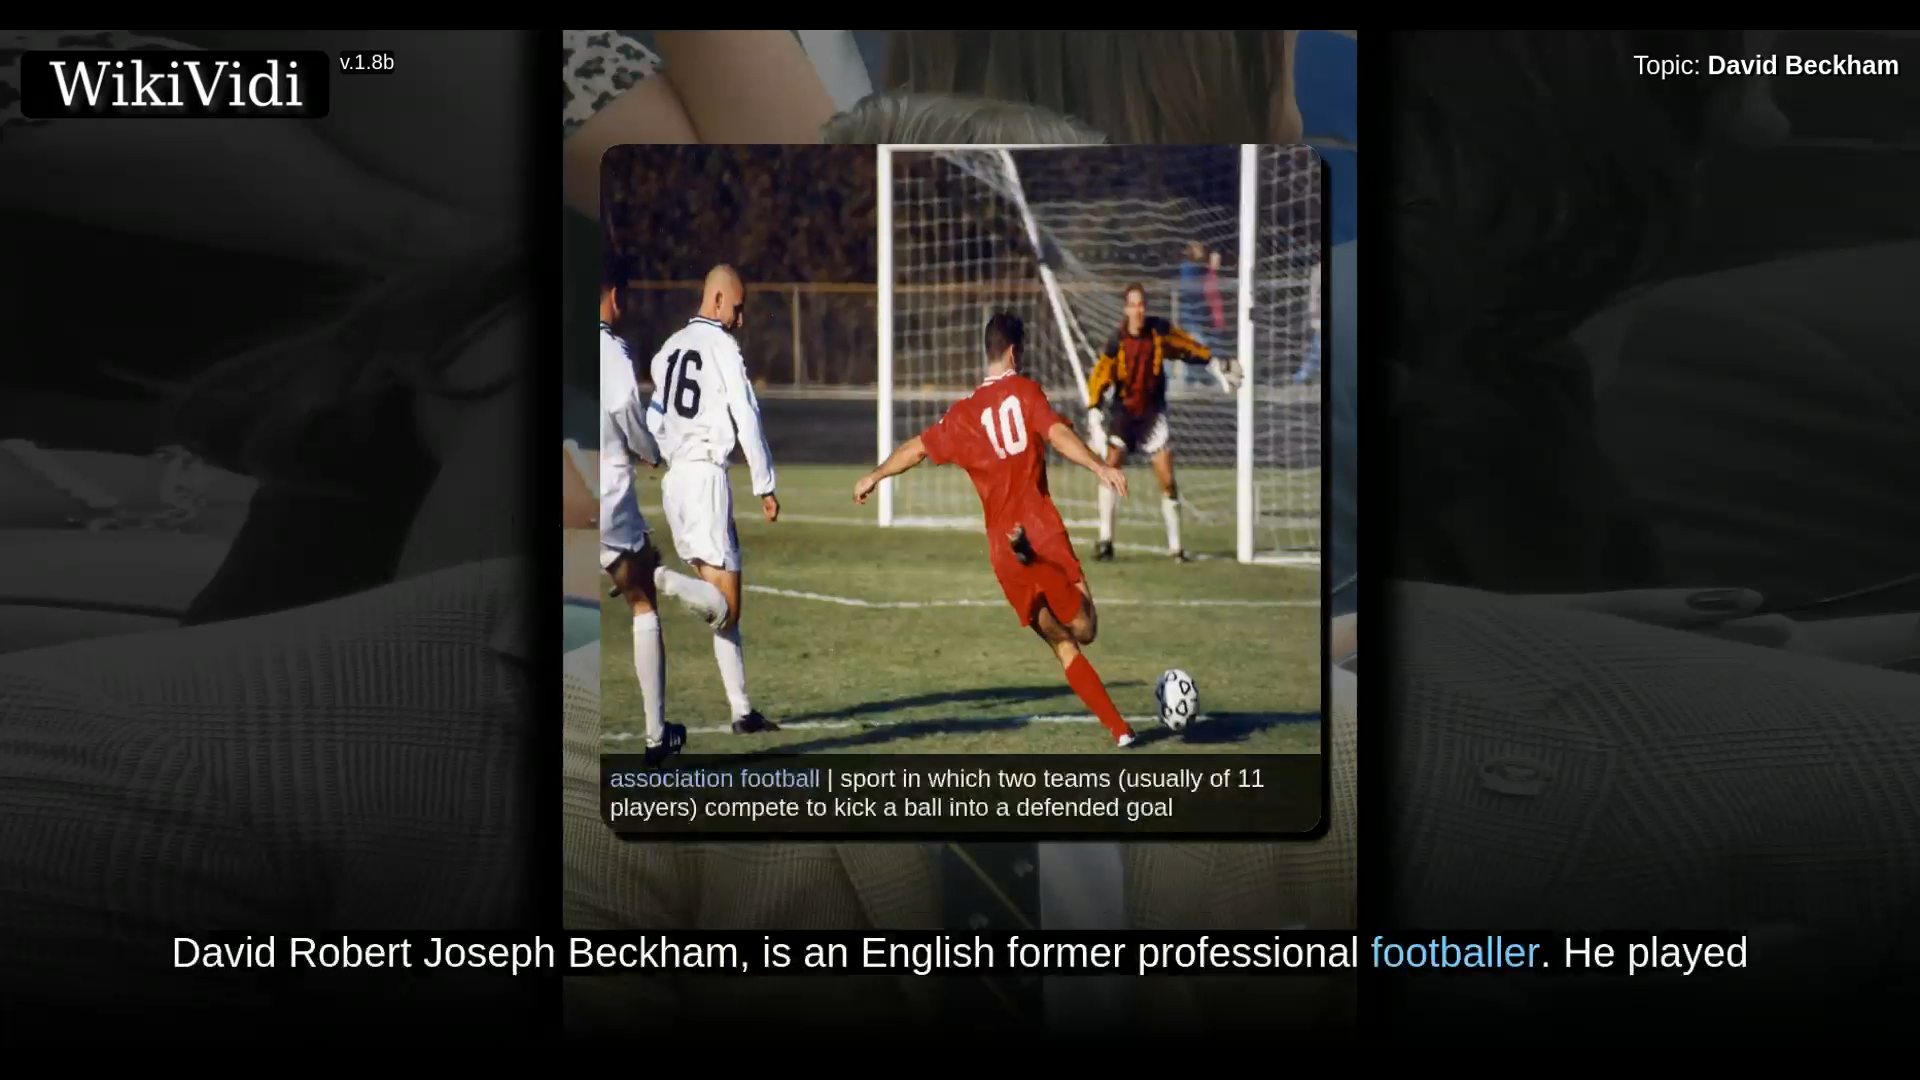 WikiVidi
v.1.8b
Topic: David Beckham
16
10
association football | sport in which two teams (usually of 11
players) compete to kick a ball into a defended goal
David Robert Joseph Beckham, is an English former professional footballer. He played